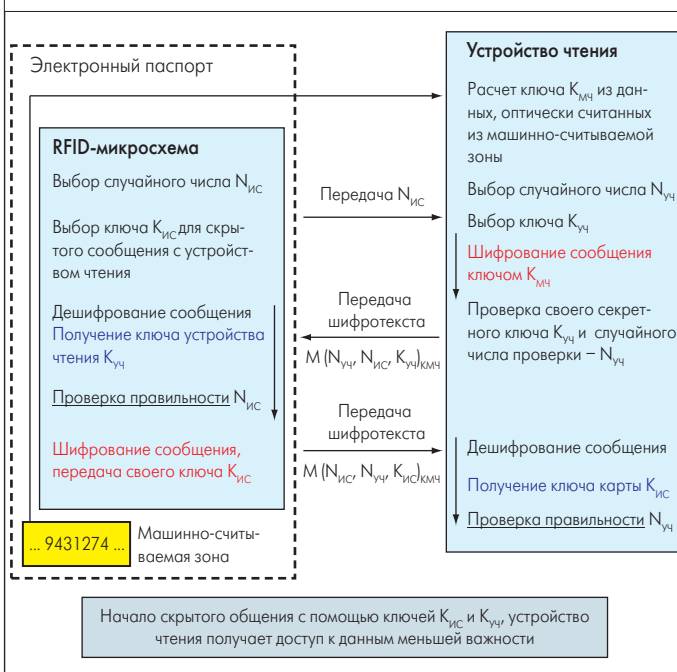 Электронный паспорт
RFID-микросхема
Выбор случайного числа NИС
Выбор ключа KИС для скры-
того сообщения с устройст-
вом чтения
Дешифрование сообщения
Получение ключа устройства
чтения KУЧ
Проверка правильности NИС
Шифрование сообщения,
передача своего ключа KИС
... 9431274 ...
Машинно-считы-
ваемая зона
Передача NИС
Передача
шифротекста
M (NУЧ, NИС, KУЧ)КМЧ
Передача
шифротекста
M (NИС, NУЧ, KИС)КМЧ
Устройство чтения
Расчет ключа KМЧ из дан-
ных, оптически считанных
из машинно-считываемой
зоны
Выбор случайного числа NУЧ
Выбор ключа KУЧ
Шифрование сообщения
ключом KМЧ
Проверка своего секрет-
ного ключа KУЧ и случайного
числа проверки – NУЧ
Дешифрование сообщения
Получение ключа карты KИС
Проверка правильности NУЧ
Начало скрытого общения с помощью ключей KИС и KУЧ, устройство
чтения получает доступ к данным меньшей важности